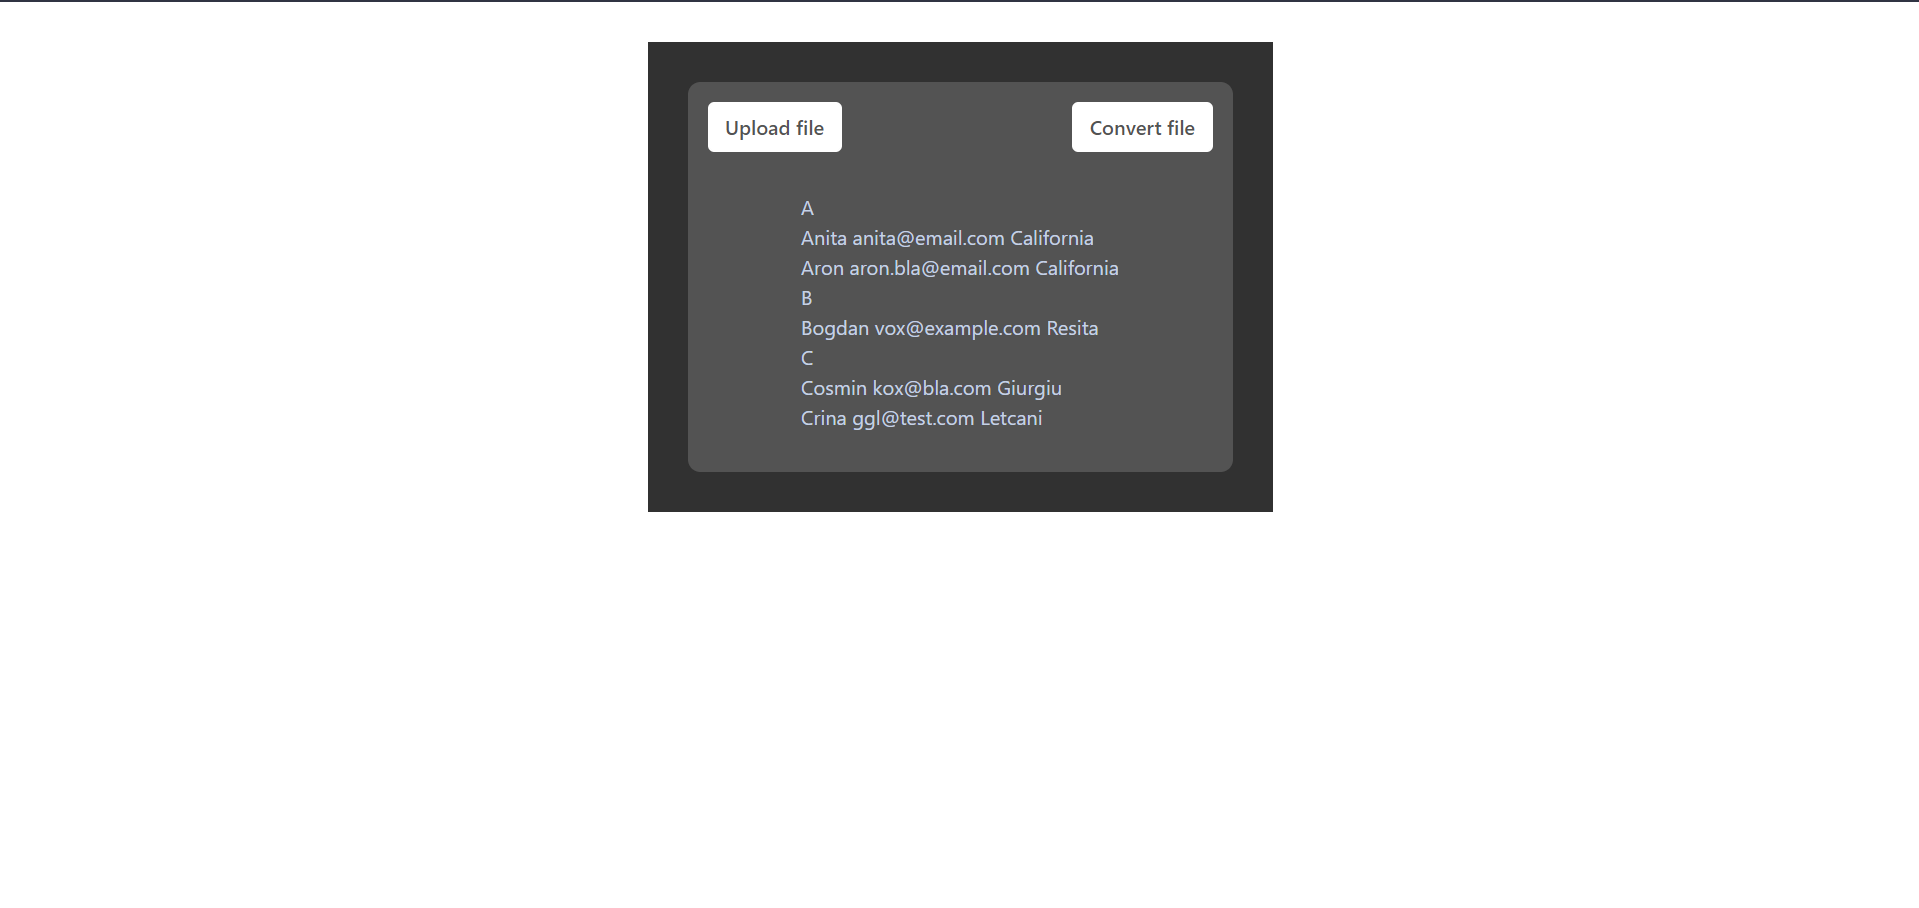 Upload file
Convert file
A
Anita anita@email.com California
Aron aron.bla@email.com California
B
Bogdan vox@example.com Resita
C
Cosmin kox@bla.com Giurgiu
Crina ggl@test.com Letcani